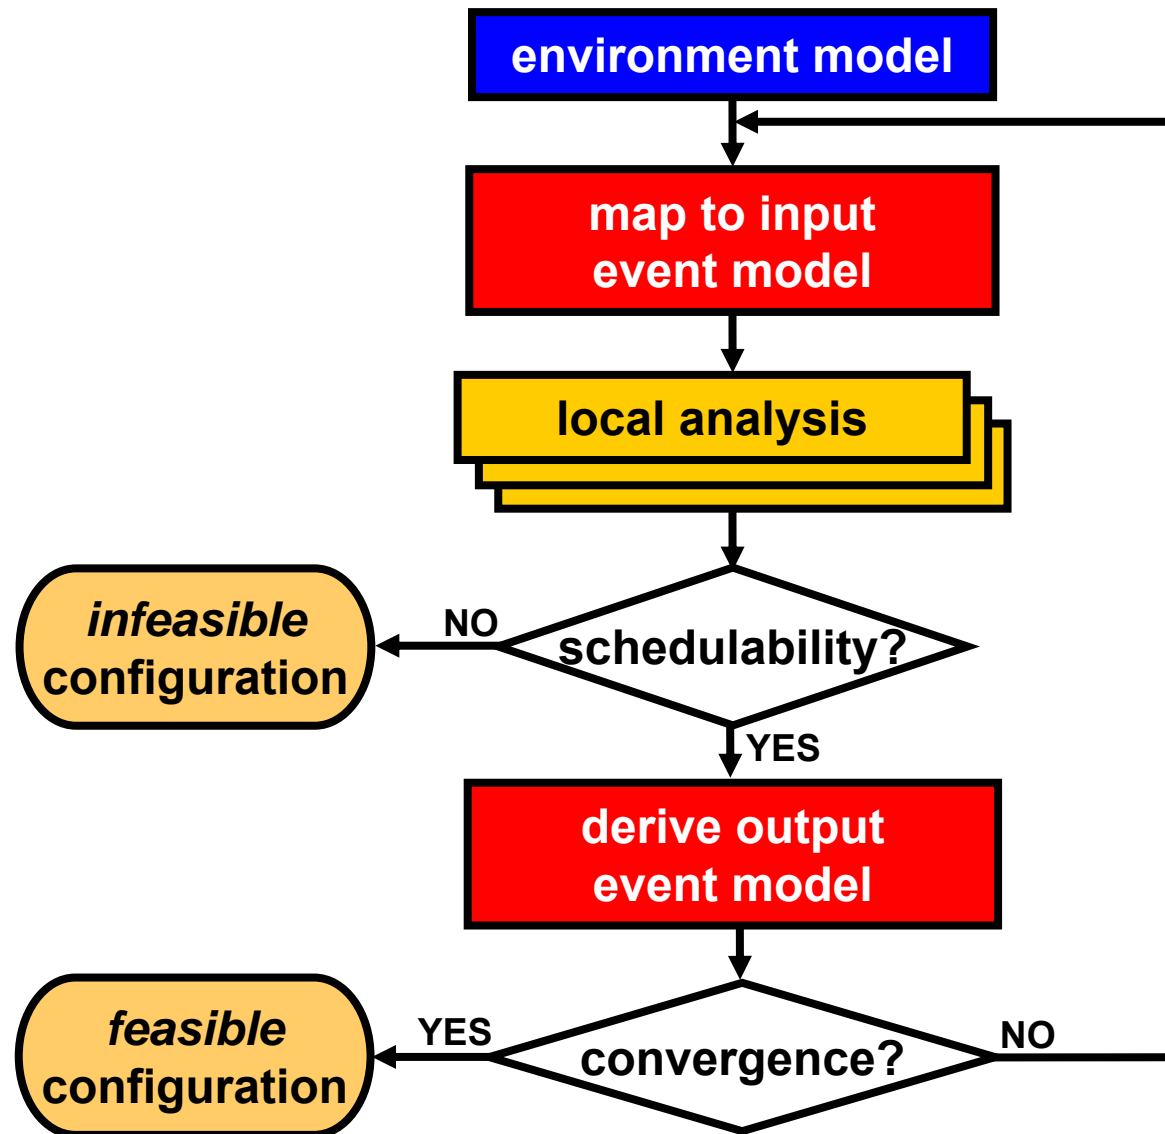 environment model
map to input
event model
local analysis
schedulability?
NO
infeasible
configuration
YES
derive output
event model
convergence?
YES
feasible
configuration
NO